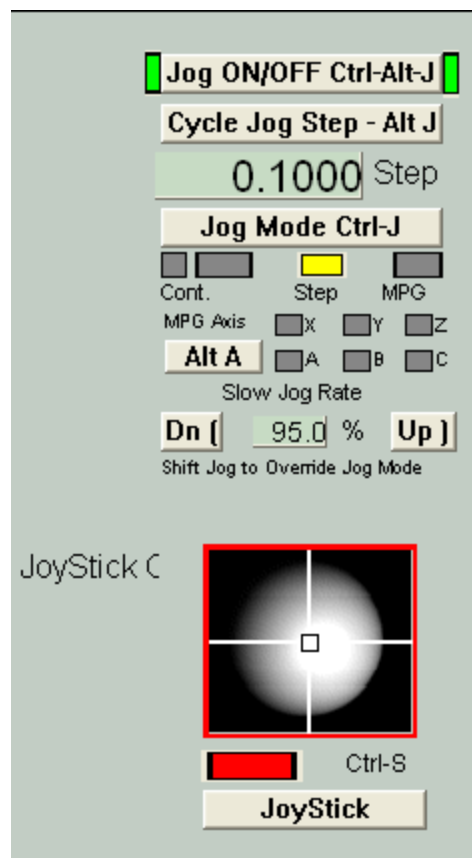 Jog ON/OFF Ctrl-Alt-J
Cycle Jog Step - Alt J
0.1000 Step
Jog Mode Ctrl-J
Cont. Step MPG
MPG Axis X Y Z
Alt A A B C
Slow Jog Rate
Dn ( 95.0 % Up )
Shift Jog to Override Jog Mode
JoyStick C
Ctrl-S
JoyStick